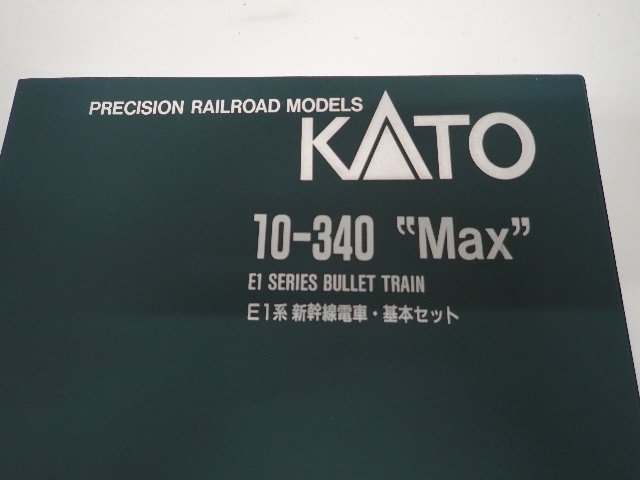 PRECISION RAILROAD MODELS
KATO
10-340 “Max”
E1 SERIES BULLET TRAIN
E1系 新幹線電車・基本セット